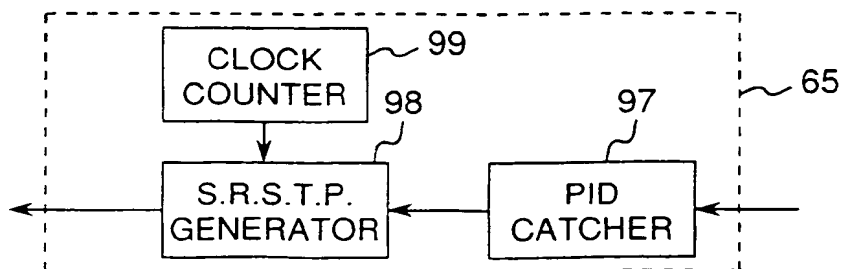 CLOCK
COUNTER
99
65
98
97
S.R.S.T.P.
GENERATOR
PID
CATCHER